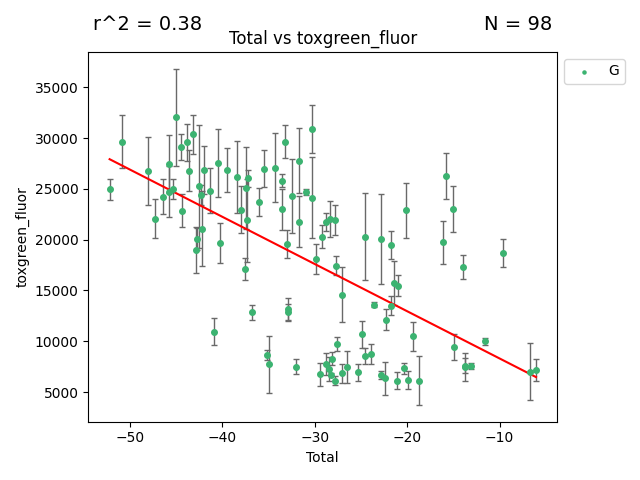 r^2 = 0.38
N = 98
Total vs toxgreen_fluor
G
35000
30000
25000
20000
15000
10000
5000
toxgreen_fluor
−50
−40
−30
−20
−10
Total